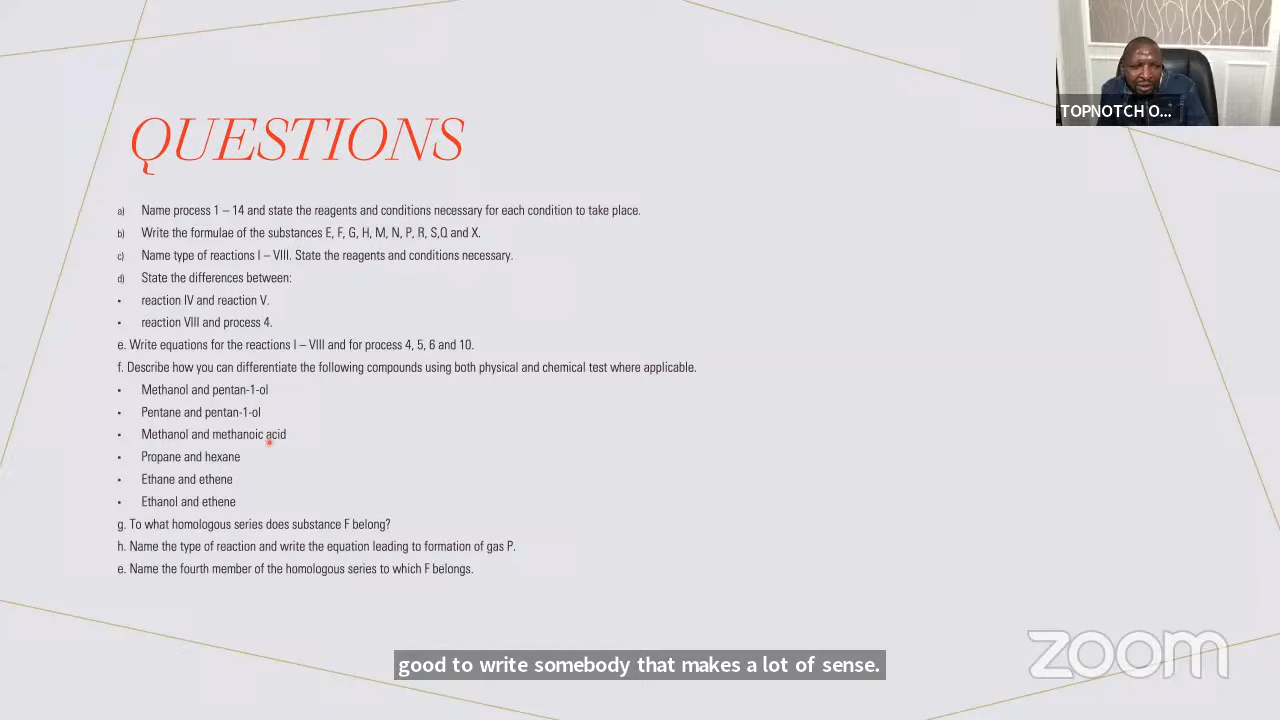 TOPNOTCH O...
QUESTIONS
a) Name process 1 – 14 and state the reagents and conditions necessary for each condition to take place.
b) Write the formulae of the substances E, F, G, H, M, N, P, R, S,Q and X.
c) Name type of reactions I – VIII. State the reagents and conditions necessary.
d) State the differences between:
• reaction IV and reaction V.
• reaction VIII and process 4.
e. Write equations for the reactions I – VIII and for process 4, 5, 6 and 10.
f. Describe how you can differentiate the following compounds using both physical and chemical test where applicable.
• Methanol and pentan-1-ol
• Pentane and pentan-1-ol
• Methanol and methanoic acid
• Propane and hexane
• Ethane and ethene
• Ethanol and ethene
g. To what homologous series does substance F belong?
h. Name the type of reaction and write the equation leading to formation of gas P.
e. Name the fourth member of the homologous series to which F belongs.
zoom
good to write somebody that makes a lot of sense.